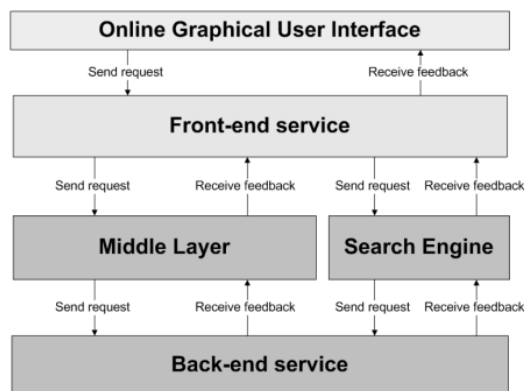 Online Graphical User Interface
Send request
Receive feedback
Front-end service
Send request
Receive feedback
Send request
Receive feedback
Middle Layer
Search Engine
Send request
Receive feedback
Send request
Receive feedback
Back-end service